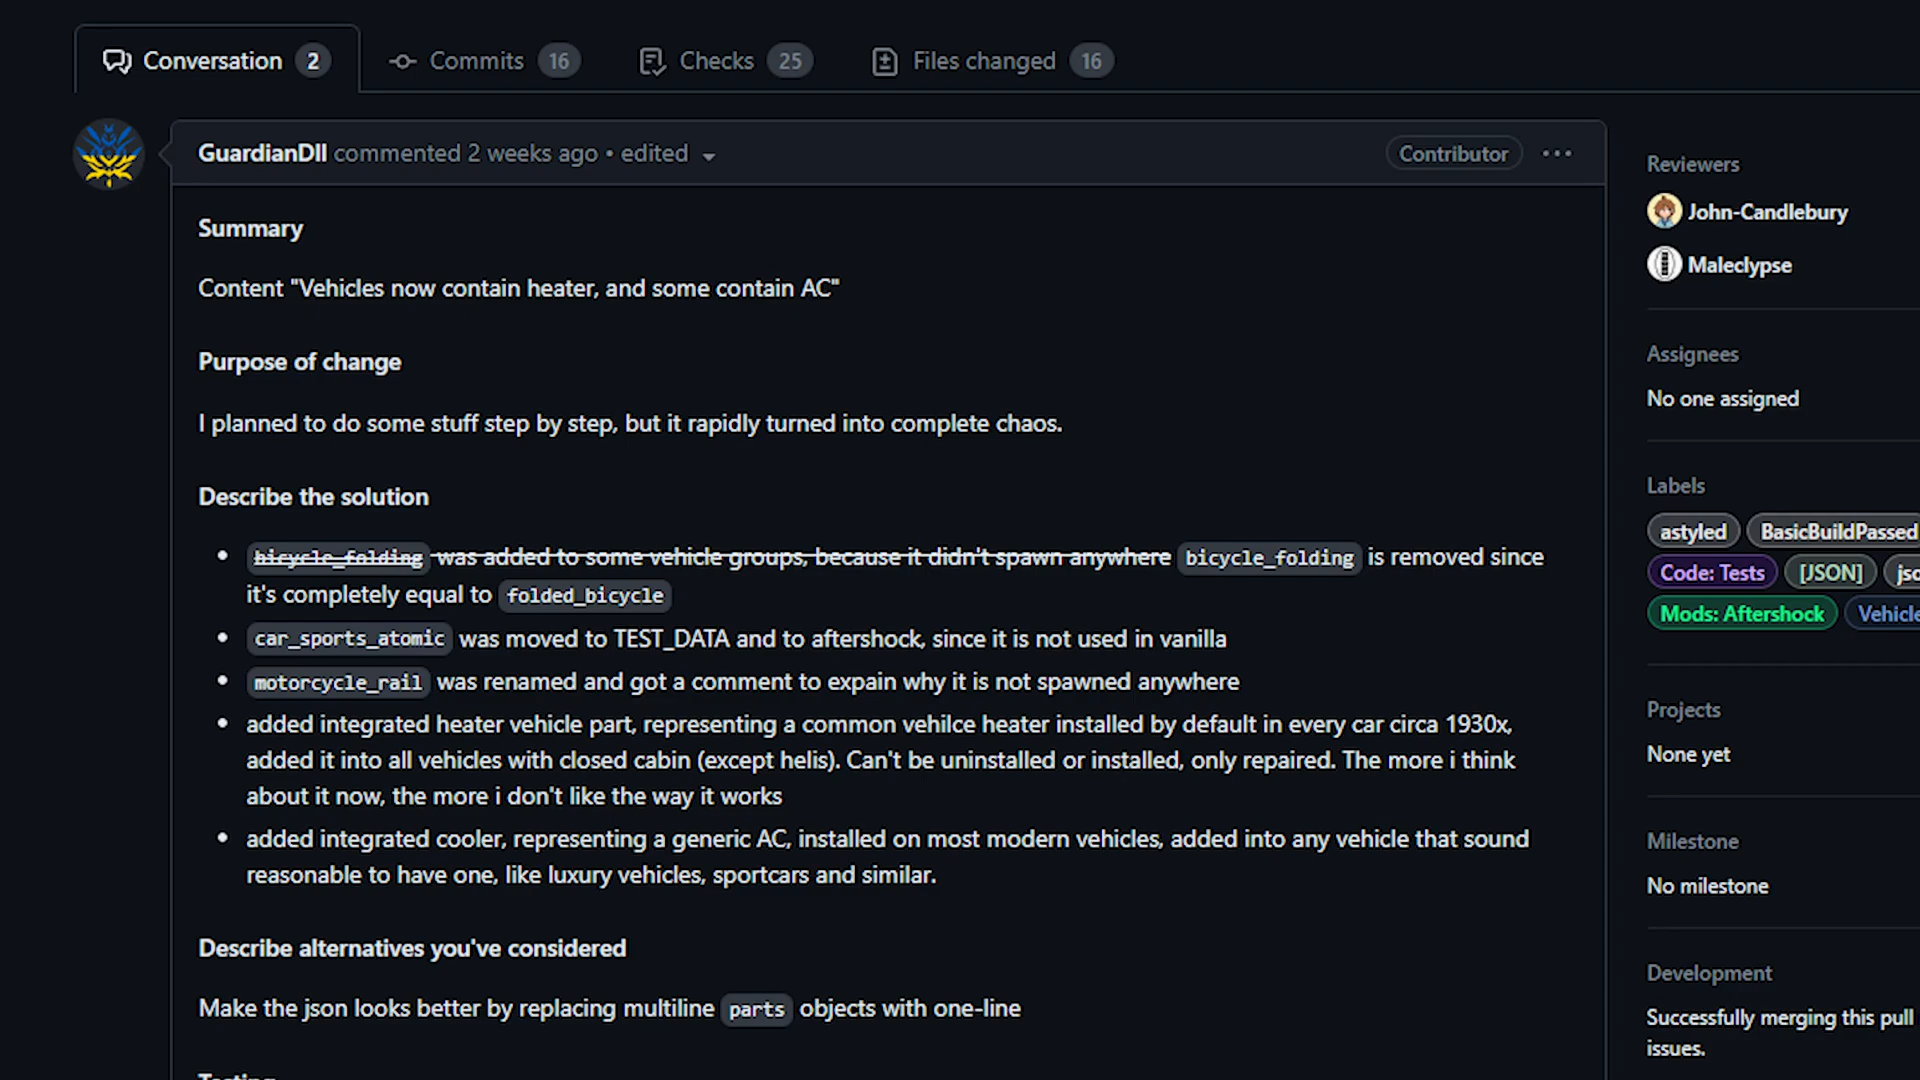 Conversation 2 Commits 16 Checks 25 Files changed 16
GuardianDll commented 2 weeks ago • edited
Contributor
Summary
Content "Vehicles now contain heater, and some contain AC"
Purpose of change
I planned to do some stuff step by step, but it rapidly turned into complete chaos.
Describe the solution
bicycle_folding was added to some vehicle groups, because it didn't spawn anywhere bicycle_folding is removed since
it's completely equal to folded_bicycle
car_sports_atomic was moved to TEST_DATA and to aftershock, since it is not used in vanilla
motorcycle_rail was renamed and got a comment to expain why it is not spawned anywhere
added integrated heater vehicle part, representing a common vehilce heater installed by default in every car circa 1930x,
added it into all vehicles with closed cabin (except helis). Can't be uninstalled or installed, only repaired. The more i think
about it now, the more i don't like the way it works
added integrated cooler, representing a generic AC, installed on most modern vehicles, added into any vehicle that sound
reasonable to have one, like luxury vehicles, sportcars and similar.
Describe alternatives you've considered
Make the json looks better by replacing multiline parts objects with one-line
Reviewers
John-Candlebury
Maleclypse
Assignees
No one assigned
Labels
astyled BasicBuildPassed
Code: Tests [JSON]
Mods: Aftershock Vehicle
Projects
None yet
Milestone
No milestone
Development
Successfully merging this pull
issues.